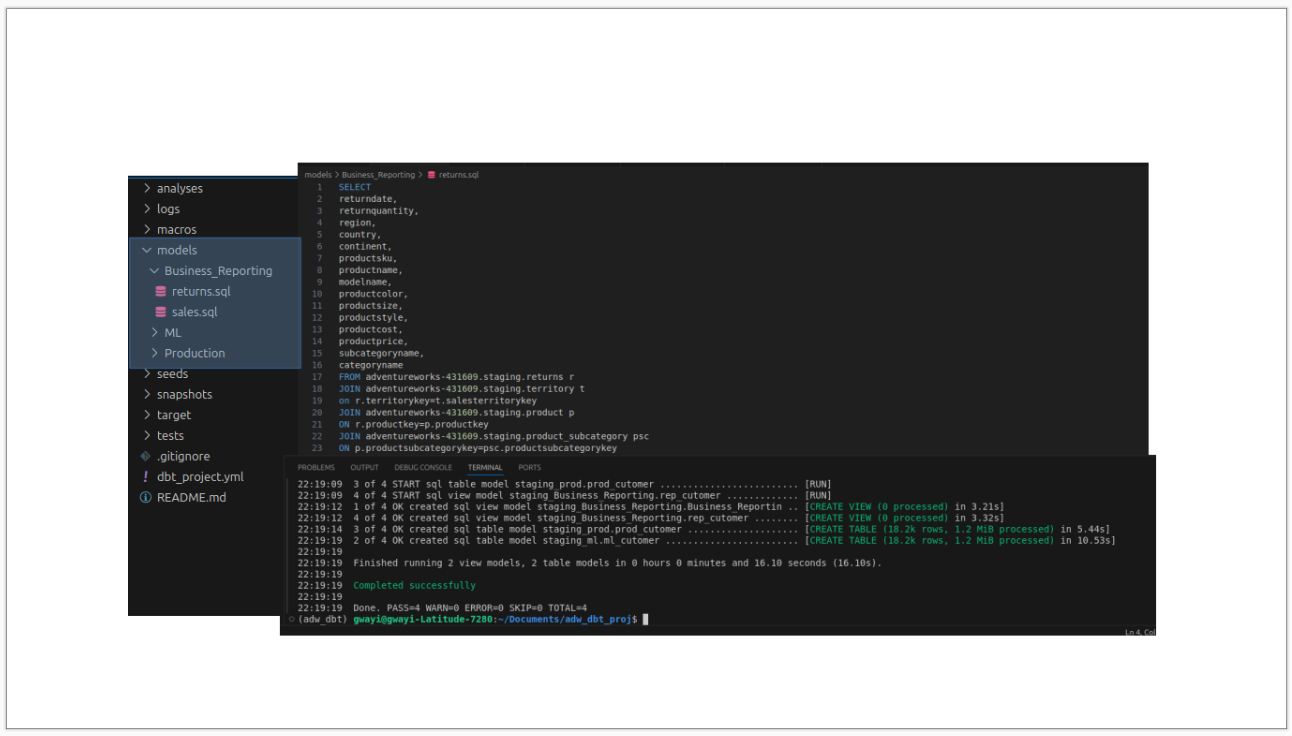 analyses
logs
macros
models
Business_Reporting
returns.sql
sales.sql
ML
Production
seeds
snapshots
target
tests
.gitignore
! dbt_project.yml
README.md
models > Business_Reporting > returns.sql
1 SELECT
2 returndate,
3 returnquantity,
4 region,
5 country,
6 continent,
7 productsku,
8 productname,
9 modelname,
10 productcolor,
11 productsize,
12 productstyle,
13 productcost,
14 productprice,
15 subcategoryname,
16 categoryname
17 FROM adventureworks-431609.staging.returns r
18 JOIN adventureworks-431609.staging.territory t
19 on r.territorykey=t.salesterritorykey
20 JOIN adventureworks-431609.staging.product p
21 ON r.productkey=p.productkey
22 JOIN adventureworks-431609.staging.product_subcategory psc
23 ON p.productsubcategorykey=psc.productsubcategorykey
PROBLEMS OUTPUT DEBUG CONSOLE TERMINAL PORTS
22:19:09 3 of 4 START sql table model staging_prod.prod_cutomer ......................... [RUN]
22:19:09 4 of 4 START sql view model staging_Business_Reporting.rep_cutomer ............. [RUN]
22:19:12 1 of 4 OK created sql view model staging_Business_Reporting.Business_Reportin .. [CREATE VIEW (0 processed) in 3.21s]
22:19:12 4 of 4 OK created sql view model staging_Business_Reporting.rep_cutomer ........ [CREATE VIEW (0 processed) in 3.32s]
22:19:14 3 of 4 OK created sql table model staging_prod.prod_cutomer .................... [CREATE TABLE (18.2k rows, 1.2 MiB processed) in 5.44s]
22:19:19 2 of 4 OK created sql table model staging_ml.ml_cutomer ........................ [CREATE TABLE (18.2k rows, 1.2 MiB processed) in 10.53s]
22:19:19
22:19:19 Finished running 2 view models, 2 table models in 0 hours 0 minutes and 16.10 seconds (16.10s).
22:19:19
22:19:19 Completed successfully
22:19:19
22:19:19 Done. PASS=4 WARN=0 ERROR=0 SKIP=0 TOTAL=4
(adw_dbt) gwayi@gwayi-Latitude-7280:~/Documents/adw_dbt_proj$
Ln 4, Col